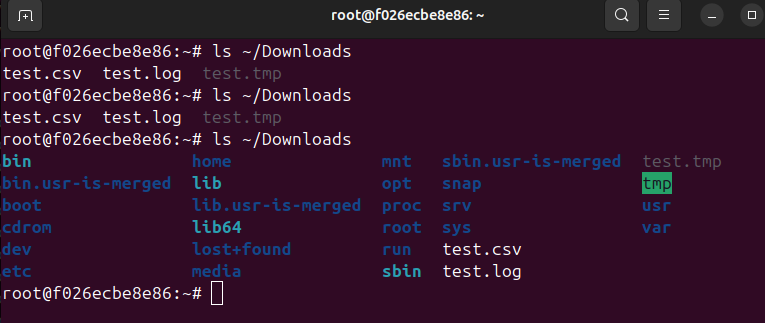 root@f026ecbe8e86: ~
root@f026ecbe8e86:~# ls ~/Downloads
test.csv  test.log  test.tmp
root@f026ecbe8e86:~# ls ~/Downloads
test.csv  test.log  test.tmp
root@f026ecbe8e86:~# ls ~/Downloads
bin                home                mnt   sbin.usr-is-merged  test.tmp
bin.usr-is-merged  lib                 opt   snap                tmp
boot               lib.usr-is-merged   proc  srv                 usr
cdrom              lib64               root  sys                 var
dev                lost+found          run   test.csv
etc                media               sbin  test.log
root@f026ecbe8e86:~#